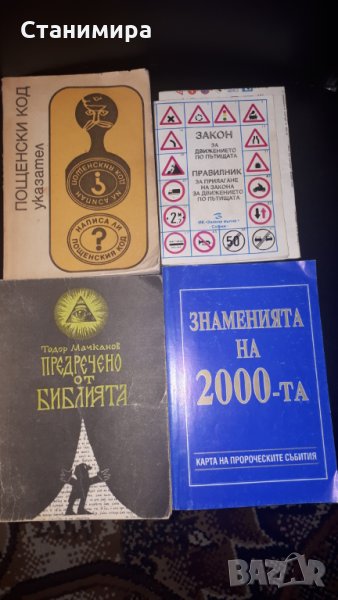 Станимира
ПОЩЕНСКИ КОД
указател
ПОЩЕНСКИЯ КОД
НАПИСА ЛИ
?
ПОЩЕНСКИЯ КОД
ЗАКОН
ЗА
ДВИЖЕНИЕТО
ПО ПЪТИЩАТА
ПРАВИЛНИК
ЗА ПРИЛАГАНЕ
НА ЗАКОНА
ЗА ДВИЖЕНИЕТО
ПО ПЪТИЩАТА
София
50
Тодор Мачканов
ПРЕДРЕЧЕНО
ОТ
БИБЛИЯТА
ЗНАМЕНИЯТА
НА
2000-ТА
КАРТА НА ПРОРОЧЕСКИТЕ СЪБИТИЯ
BAZAR